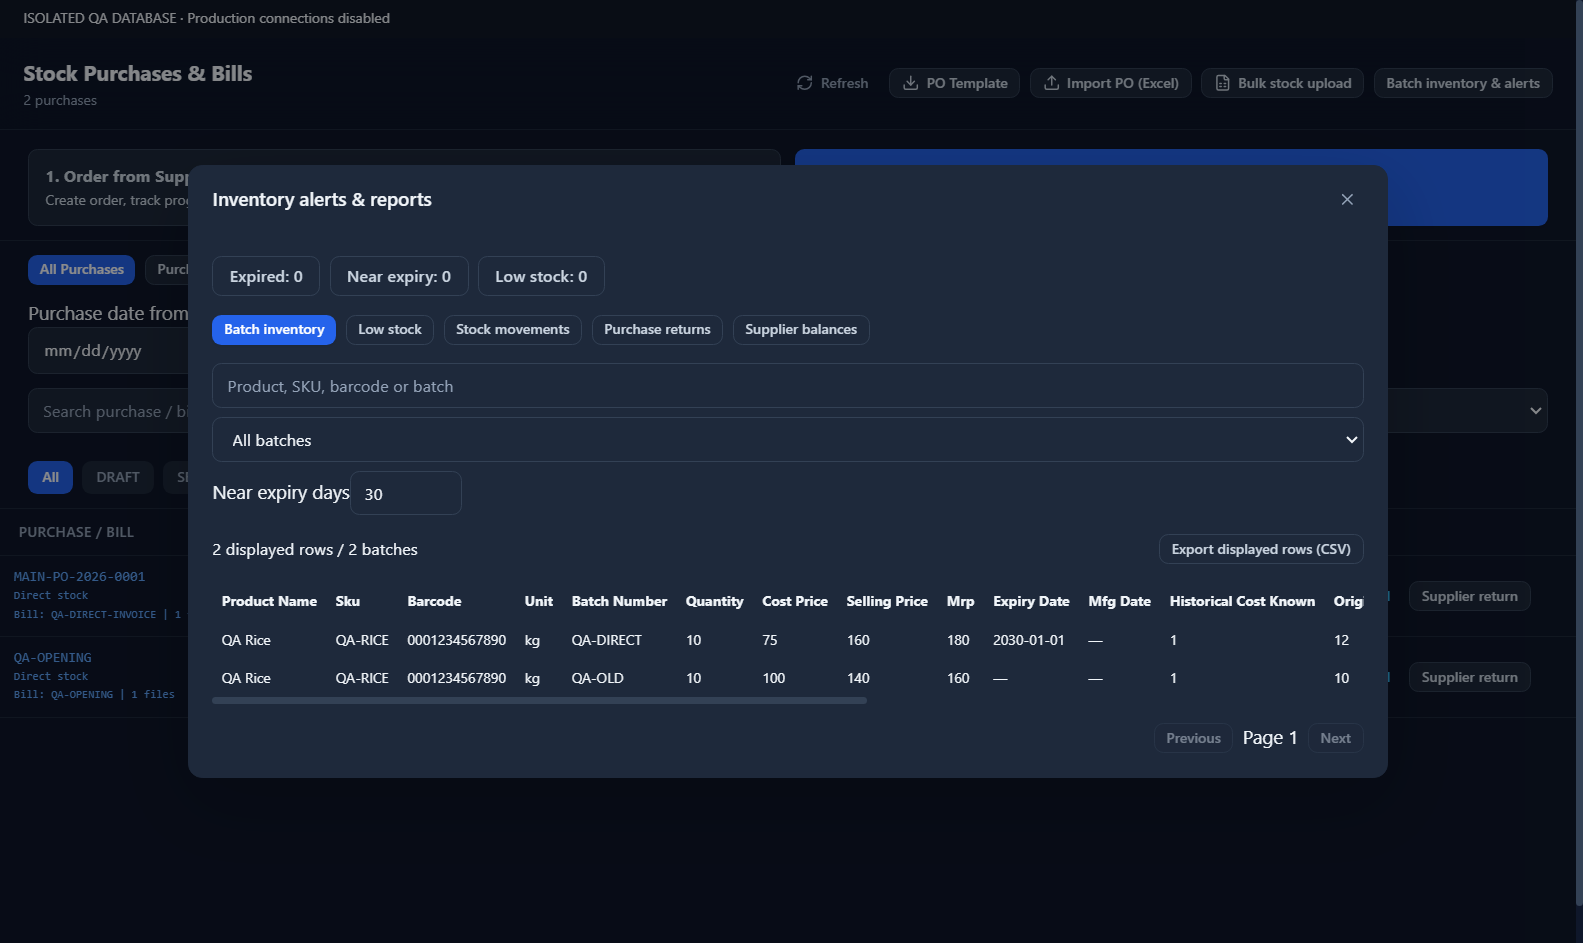 ISOLATED QA DATABASE · Production connections disabled
Stock Purchases & Bills
2 purchases
Refresh
PO Template
Import PO (Excel)
Bulk stock upload
Batch inventory & alerts
1. Order from Supp
Create order, track prog
All Purchases
Purch
Purchase date from
mm/dd/yyyy
Search purchase / bi
All
DRAFT
PURCHASE / BILL
MAIN-PO-2026-0001
Direct stock
Bill: QA-DIRECT-INVOICE | 1
Supplier return
QA-OPENING
Direct stock
Bill: QA-OPENING | 1 files
Supplier return
Inventory alerts & reports
Expired: 0
Near expiry: 0
Low stock: 0
Batch inventory
Low stock
Stock movements
Purchase returns
Supplier balances
Product, SKU, barcode or batch
All batches
Near expiry days 30
2 displayed rows / 2 batches
Export displayed rows (CSV)
Product Name Sku Barcode Unit Batch Number Quantity Cost Price Selling Price Mrp Expiry Date Mfg Date Historical Cost Known Origi
QA Rice QA-RICE 0001234567890 kg QA-DIRECT 10 75 160 180 2030-01-01 — 1 12
QA Rice QA-RICE 0001234567890 kg QA-OLD 10 100 140 160 — — 1 10
Previous
Page 1
Next